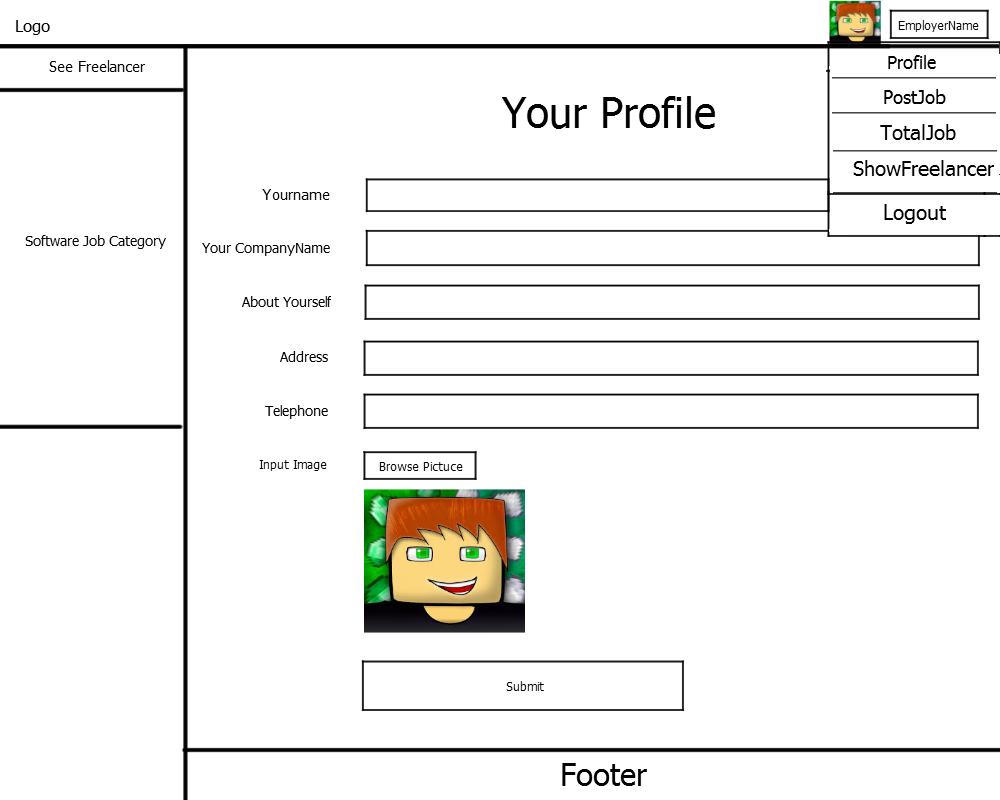 Logo
EmployerName
See Freelancer
Profile
PostJob
TotalJob
ShowFreelancer
Logout
Your Profile
Yourname
Software Job Category
Your CompanyName
About Yourself
Address
Telephone
Input Image
Browse Pictuce
Submit
Footer